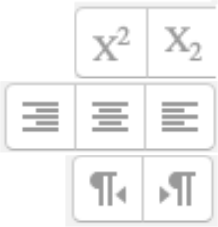 X² X₂
¶ ¶